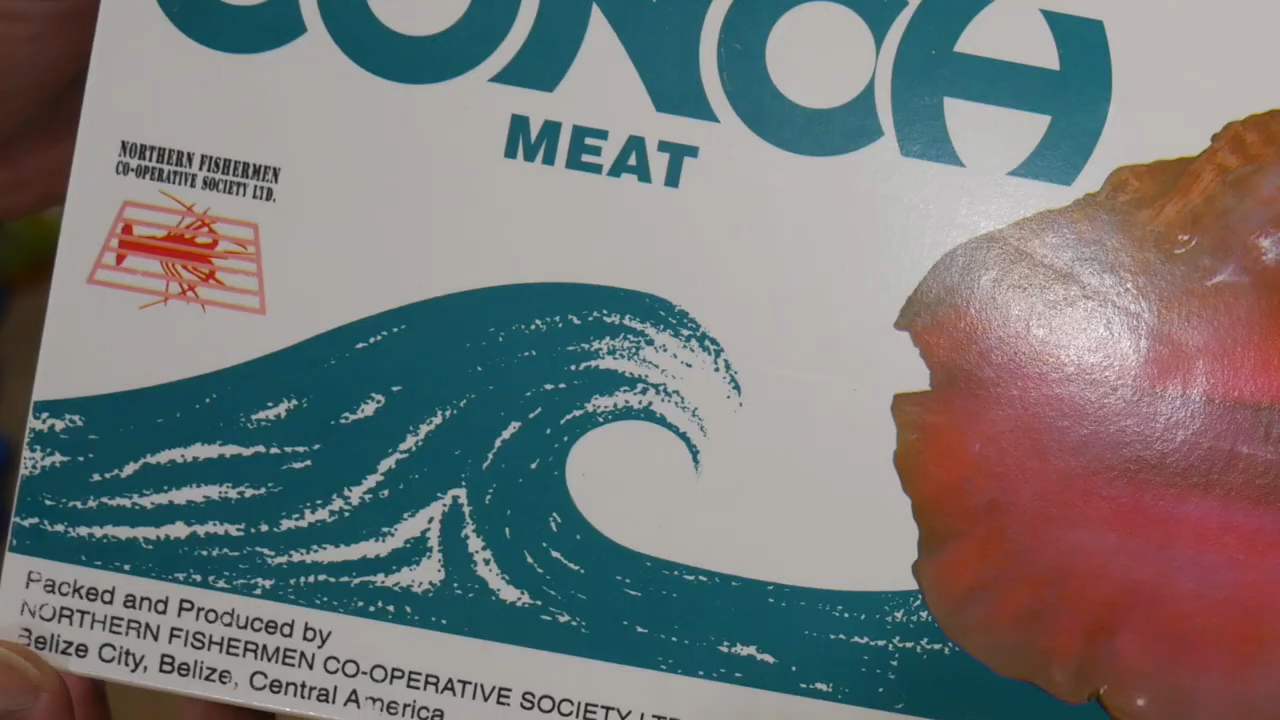 CONCH
MEAT
NORTHERN FISHERMEN
CO-OPERATIVE SOCIETY LTD.
Packed and Produced by
NORTHERN FISHERMEN CO-OPERATIVE SOCIETY LTD
Belize City, Belize, Central America